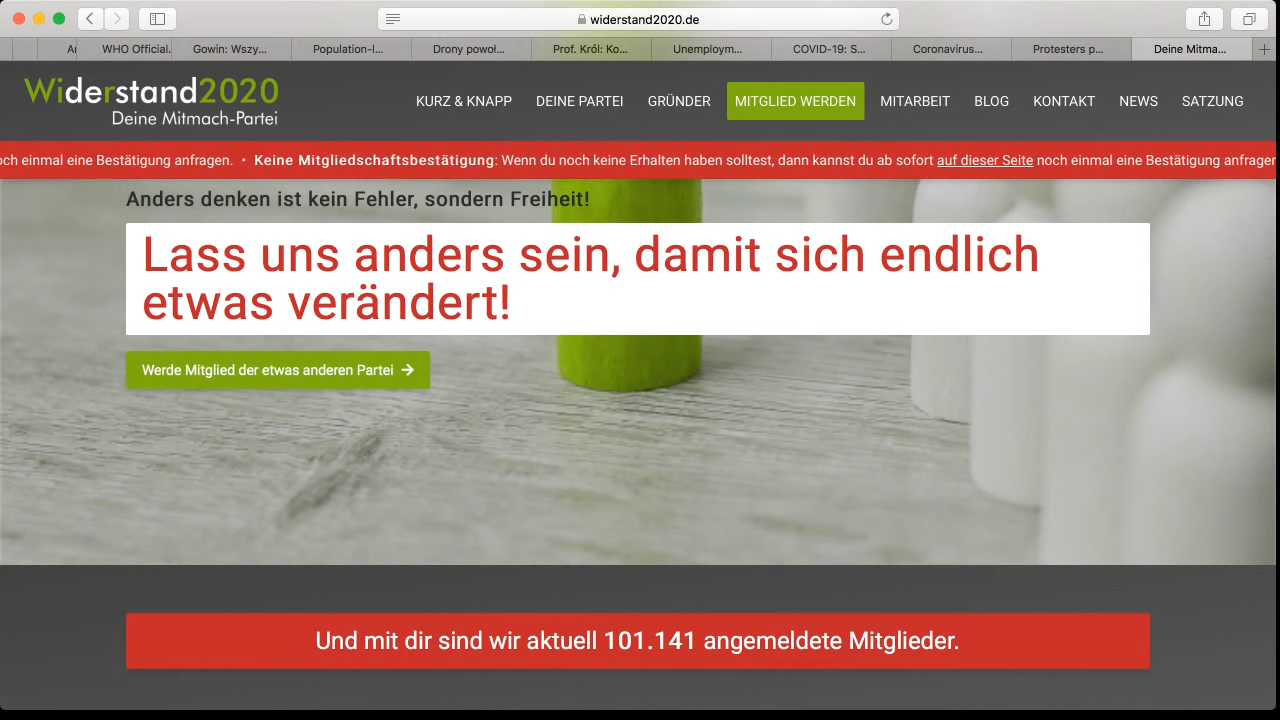 widerstand2020.de
WHO Official.
Gowin: Wszy...
Population-l...
Drony powoł...
Prof. Król: Ko...
Unemploym...
COVID-19: S...
Coronavirus...
Protesters p...
Deine Mitma...
Widerstand2020
Deine Mitmach-Partei
KURZ & KNAPP
DEINE PARTEI
GRÜNDER
MITGLIED WERDEN
MITARBEIT
BLOG
KONTAKT
NEWS
SATZUNG
och einmal eine Bestätigung anfragen. • Keine Mitgliedschaftsbestätigung: Wenn du noch keine Erhalten haben solltest, dann kannst du ab sofort auf dieser Seite noch einmal eine Bestätigung anfragen
Anders denken ist kein Fehler, sondern Freiheit!
Lass uns anders sein, damit sich endlich
etwas verändert!
Werde Mitglied der etwas anderen Partei →
Und mit dir sind wir aktuell 101.141 angemeldete Mitglieder.